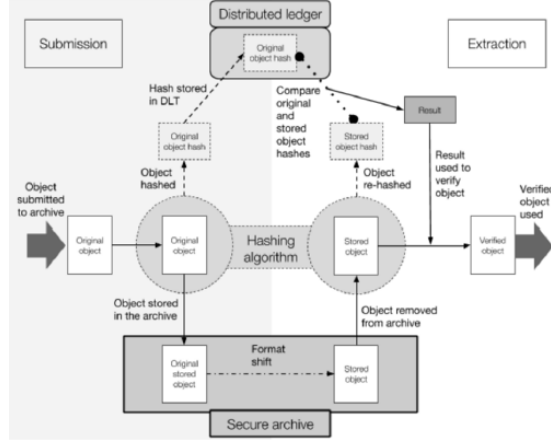 Distributed ledger
Submission
Extraction
Original
object hash
Hash stored
in DLT
Compare
original
and
stored
object
hashes
Result
Original
object hash
Stored
object hash
Object
hashed
Object
re-hashed
Result
used to
verify
object
Object
submitted
to archive
Verified
object
used
Original
object
Original
object
Hashing
algorithm
Stored
object
Verified
object
Object stored
in the archive
Object removed
from archive
Original
stored
object
Format
shift
Stored
object
Secure archive